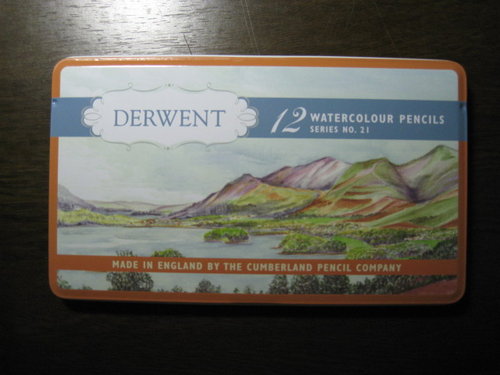 DERWENT
12 WATERCOLOUR PENCILS
SERIES NO. 21
MADE IN ENGLAND BY THE CUMBERLAND PENCIL COMPANY